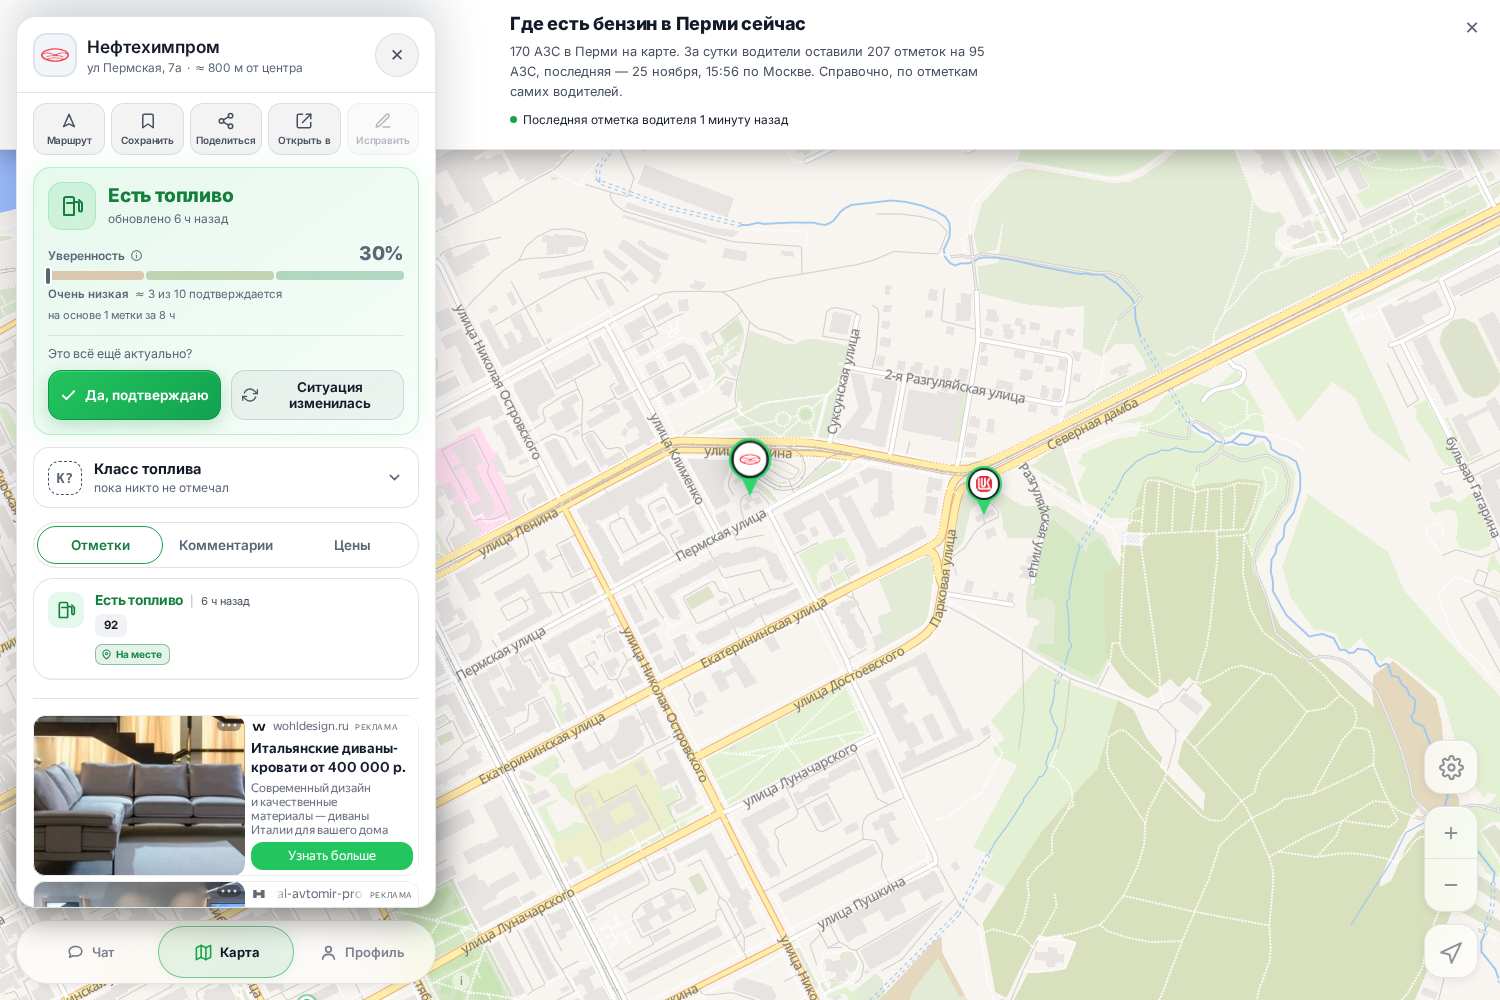 Нефтехимпром
ул Пермская, 7а · ≈ 800 м от центра
Маршрут
Сохранить
Поделиться
Открыть в
Исправить
Есть топливо
обновлено 6 ч назад
Уверенность
30%
Очень низкая ≈ 3 из 10 подтверждается
на основе 1 метки за 8 ч
Это всё ещё актуально?
Да, подтверждаю
Ситуация
изменилась
K?
Класс топлива
пока никто не отмечал
Отметки
Комментарии
Цены
Есть топливо | 6 ч назад
92
На месте
wohldesign.ru РЕКЛАМА
Итальянские диваны-
кровати от 400 000 р.
Современный дизайн
и качественные
материалы — диваны
Италии для вашего дома
Узнать больше
al-avtomir-pro РЕКЛАМА
Чат
Карта
Профиль
Где есть бензин в Перми сейчас
170 АЗС в Перми на карте. За сутки водители оставили 207 отметок на 95
АЗС, последняя — 25 ноября, 15:56 по Москве. Справочно, по отметкам
самих водителей.
Последняя отметка водителя 1 минуту назад
улица Николая Островского
улица Клименко
Суксунская улица
2-я Разгуляйская улица
Северная дамба
бульвар Гагарина
Разгуляйская улица
улица Ленина
Пермская улица
Парковая улица
Пермская улица
Екатерининская улица
улица Николая Островского
улица Достоевского
Екатерининская улица
улица Луначарского
улица Пушкина
улица Луначарского
улица Николая Ос